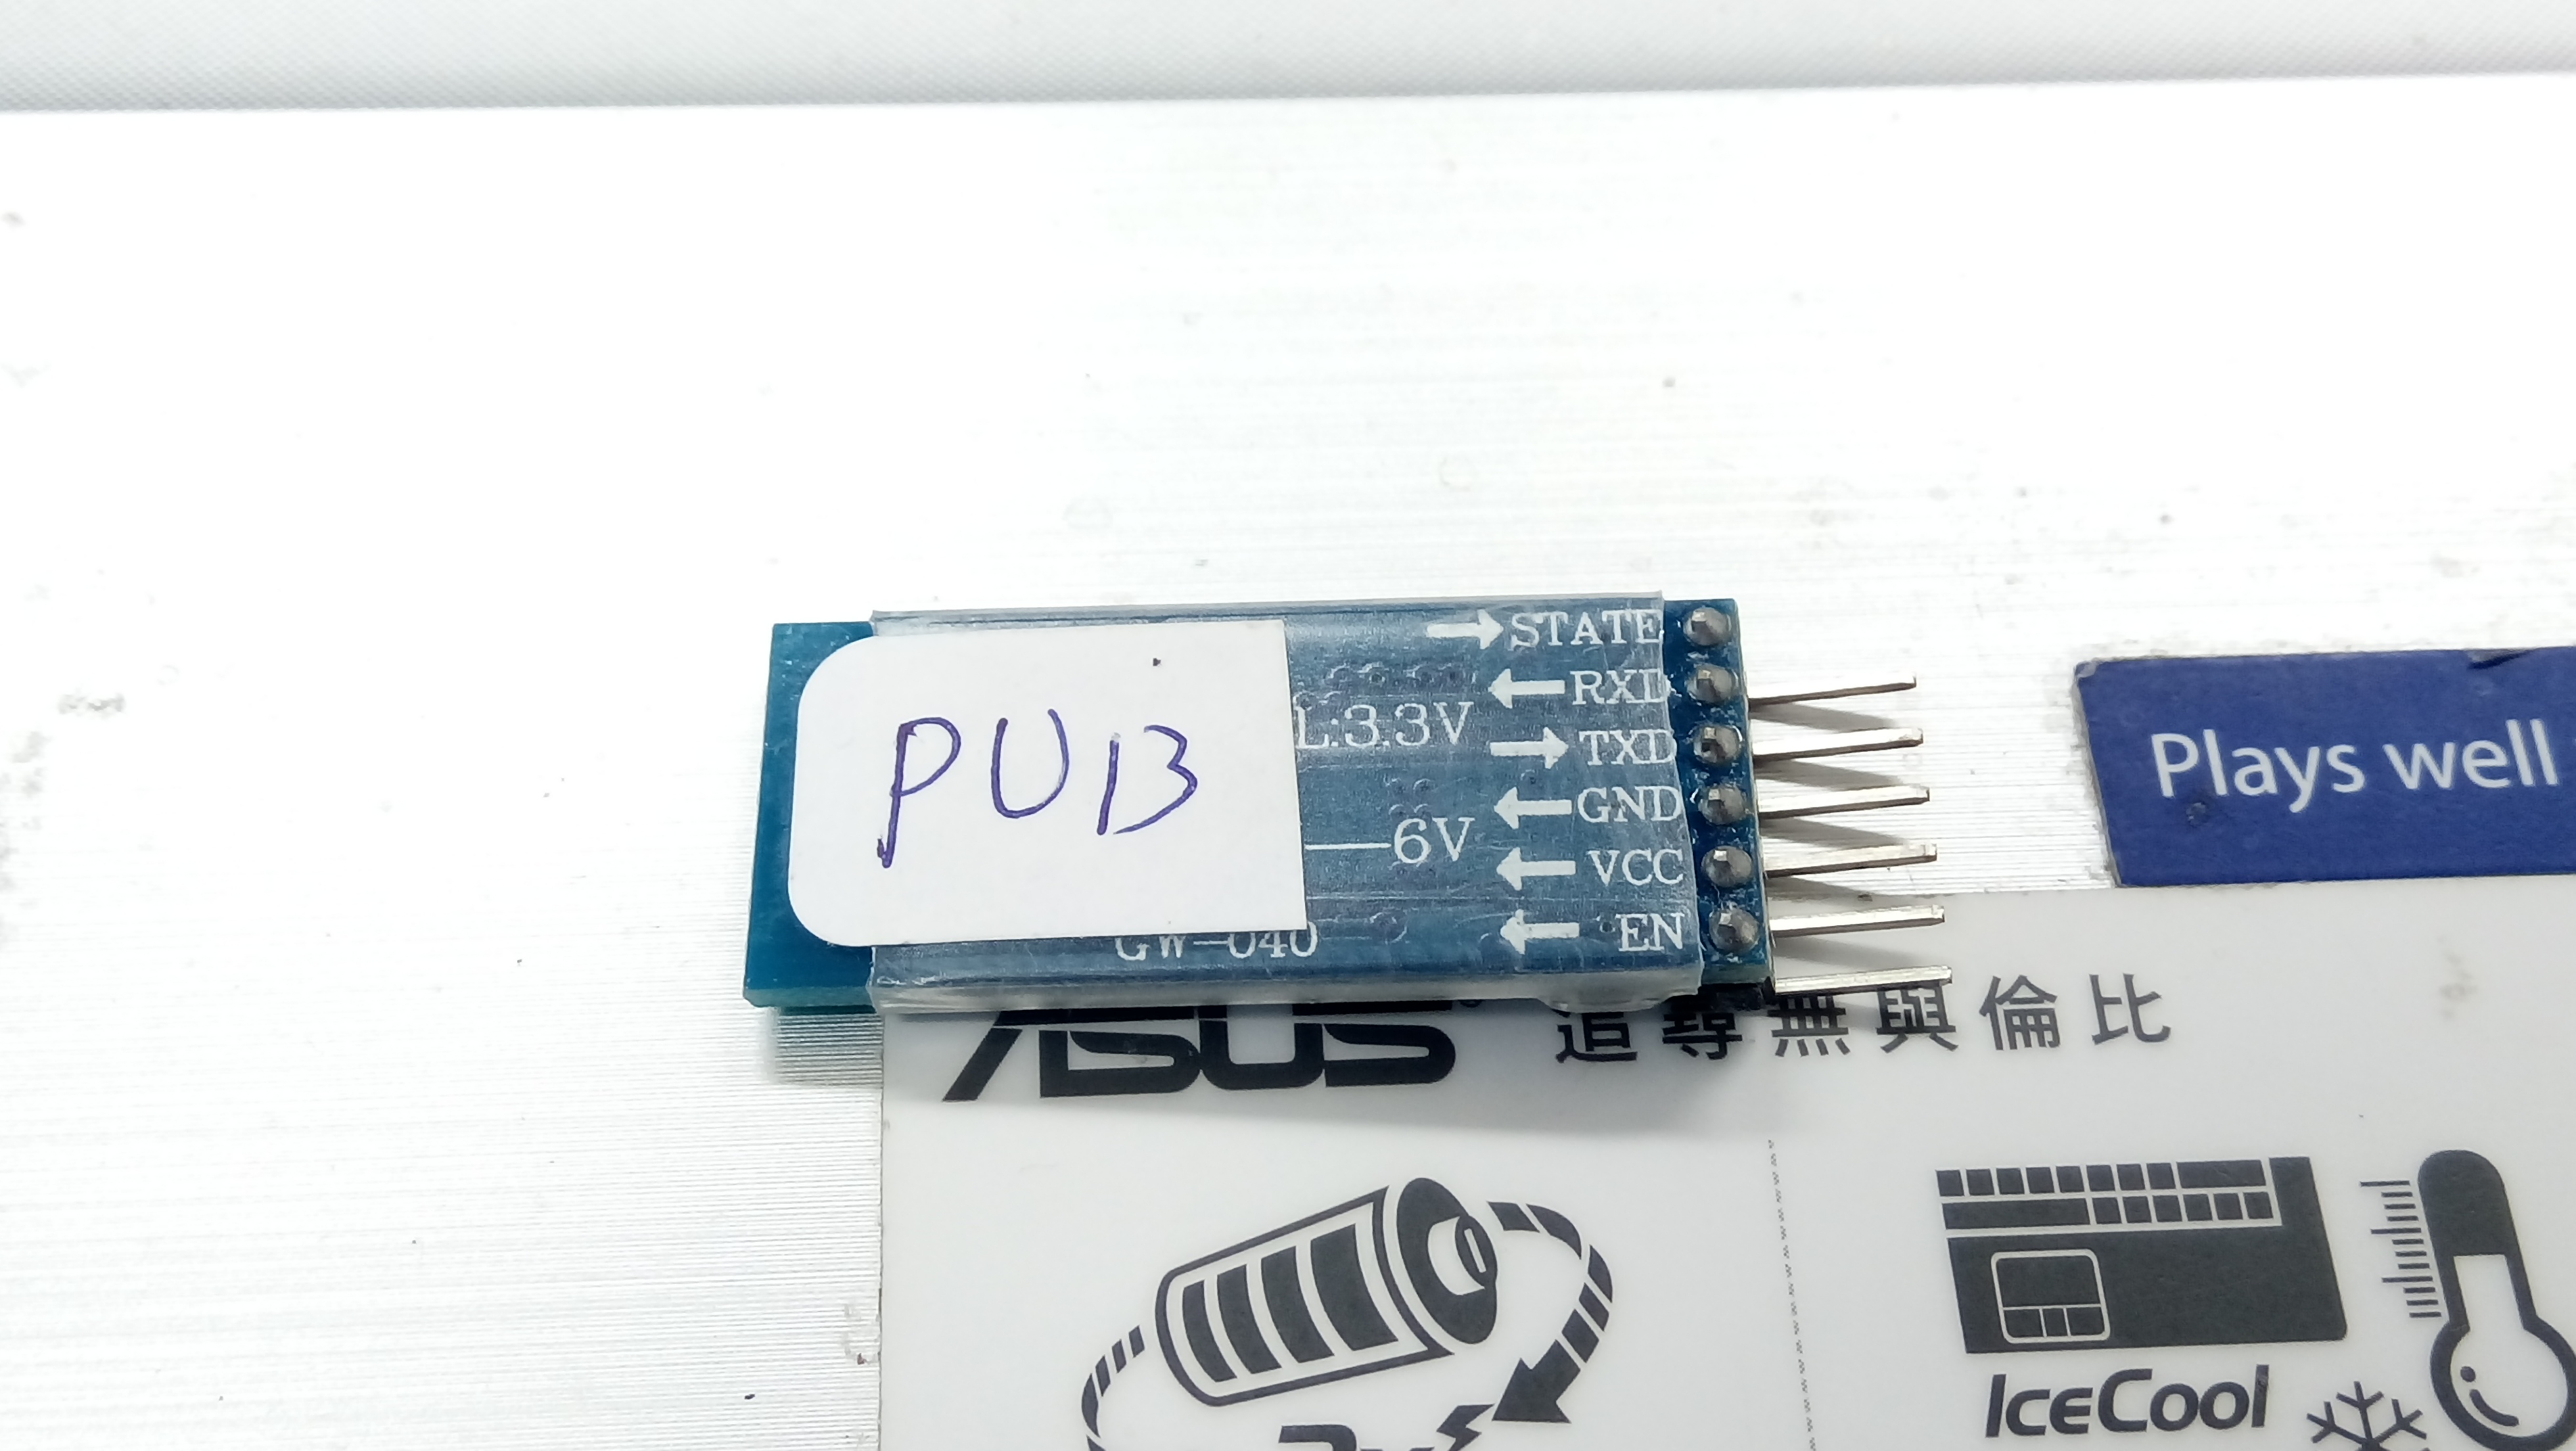 STATE
RXD
L:3.3V
TXD
GND
6V
VCC
EN
PUB
GW-040
Plays well
ASUS 追尋無與倫比
IceCool